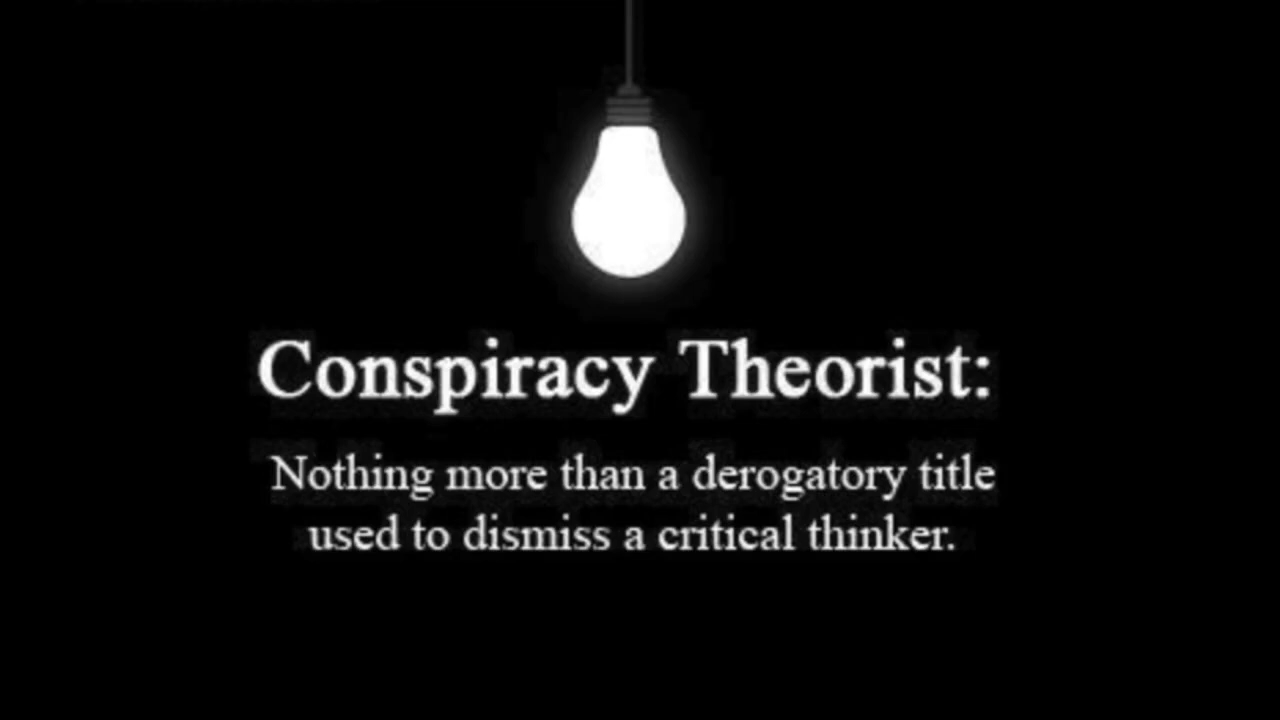 Conspiracy Theorist:
Nothing more than a derogatory title
used to dismiss a critical thinker.